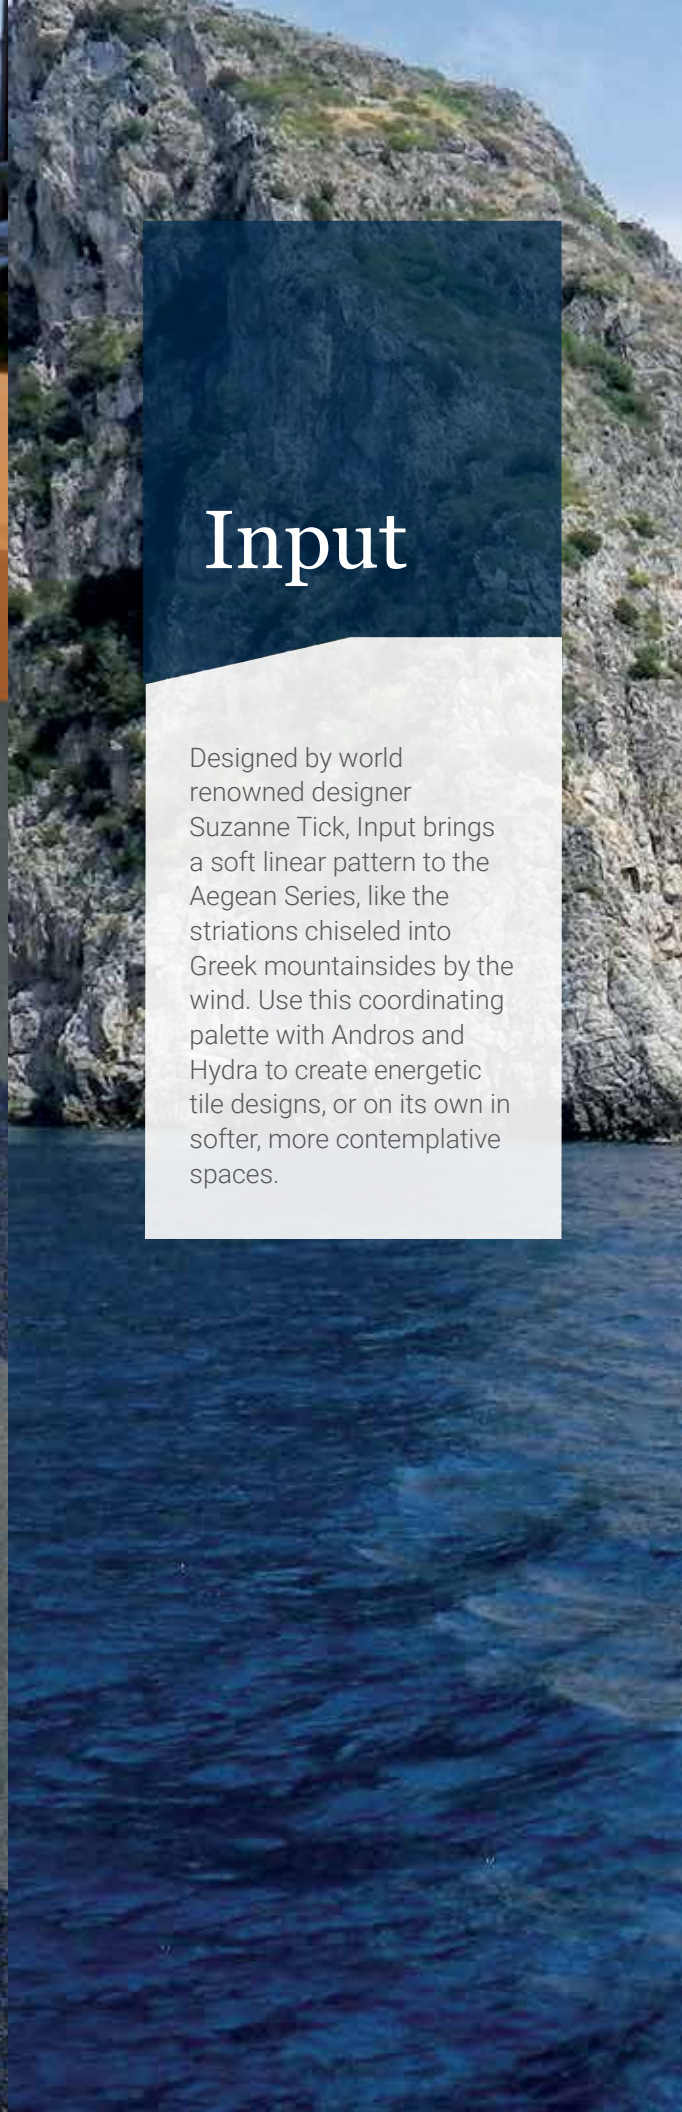 Input
Designed by world
renowned designer
Suzanne Tick, Input brings
a soft linear pattern to the
Aegean Series, like the
striations chiseled into
Greek mountainsides by the
wind. Use this coordinating
palette with Andros and
Hydra to create energetic
tile designs, or on its own in
softer, more contemplative
spaces.